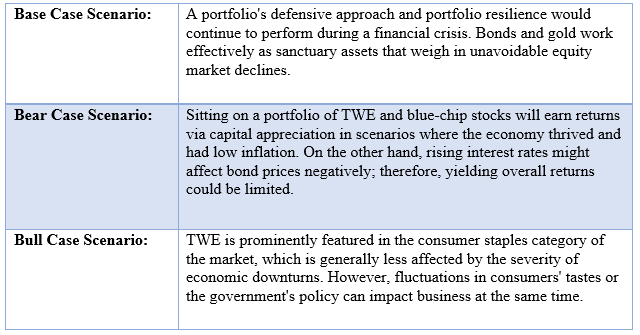 Base Case Scenario:
A portfolio's defensive approach and portfolio resilience would
continue to perform during a financial crisis. Bonds and gold work
effectively as sanctuary assets that weigh in unavoidable equity
market declines.
Bear Case Scenario:
Sitting on a portfolio of TWE and blue-chip stocks will earn returns
via capital appreciation in scenarios where the economy thrived and
had low inflation. On the other hand, rising interest rates might
affect bond prices negatively; therefore, yielding overall returns
could be limited.
Bull Case Scenario:
TWE is prominently featured in the consumer staples category of
the market, which is generally less affected by the severity of
economic downturns. However, fluctuations in consumers' tastes or
the government's policy can impact business at the same time.